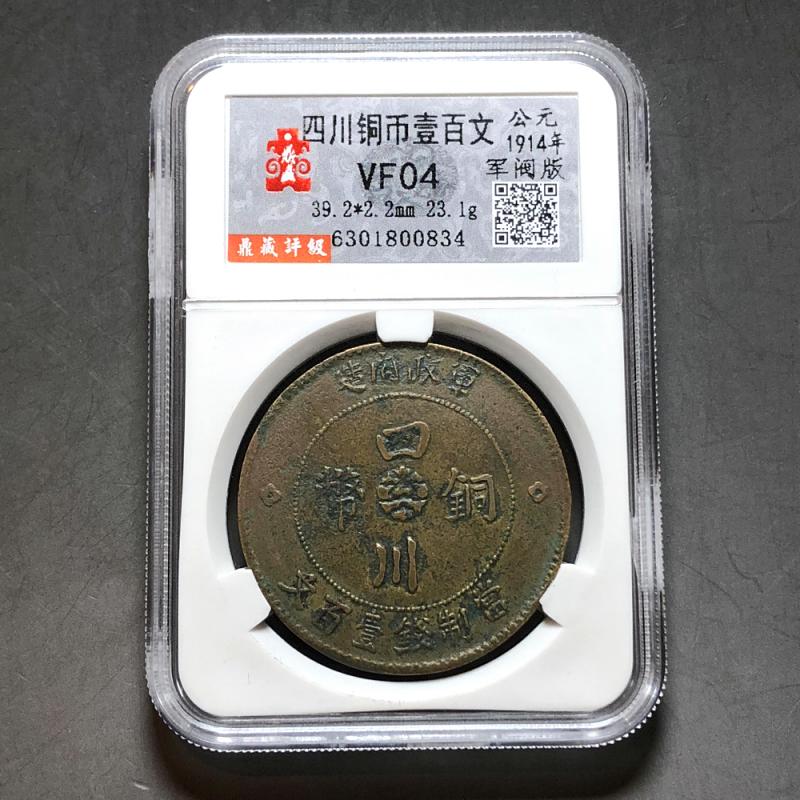 四川铜币壹百文
公元
1914年
军阀版
VF04
39.2*2.2mm 23.1g
鼎藏評級
6301800834
鼎藏
軍政府造
四川
銅幣
當制錢壹百文